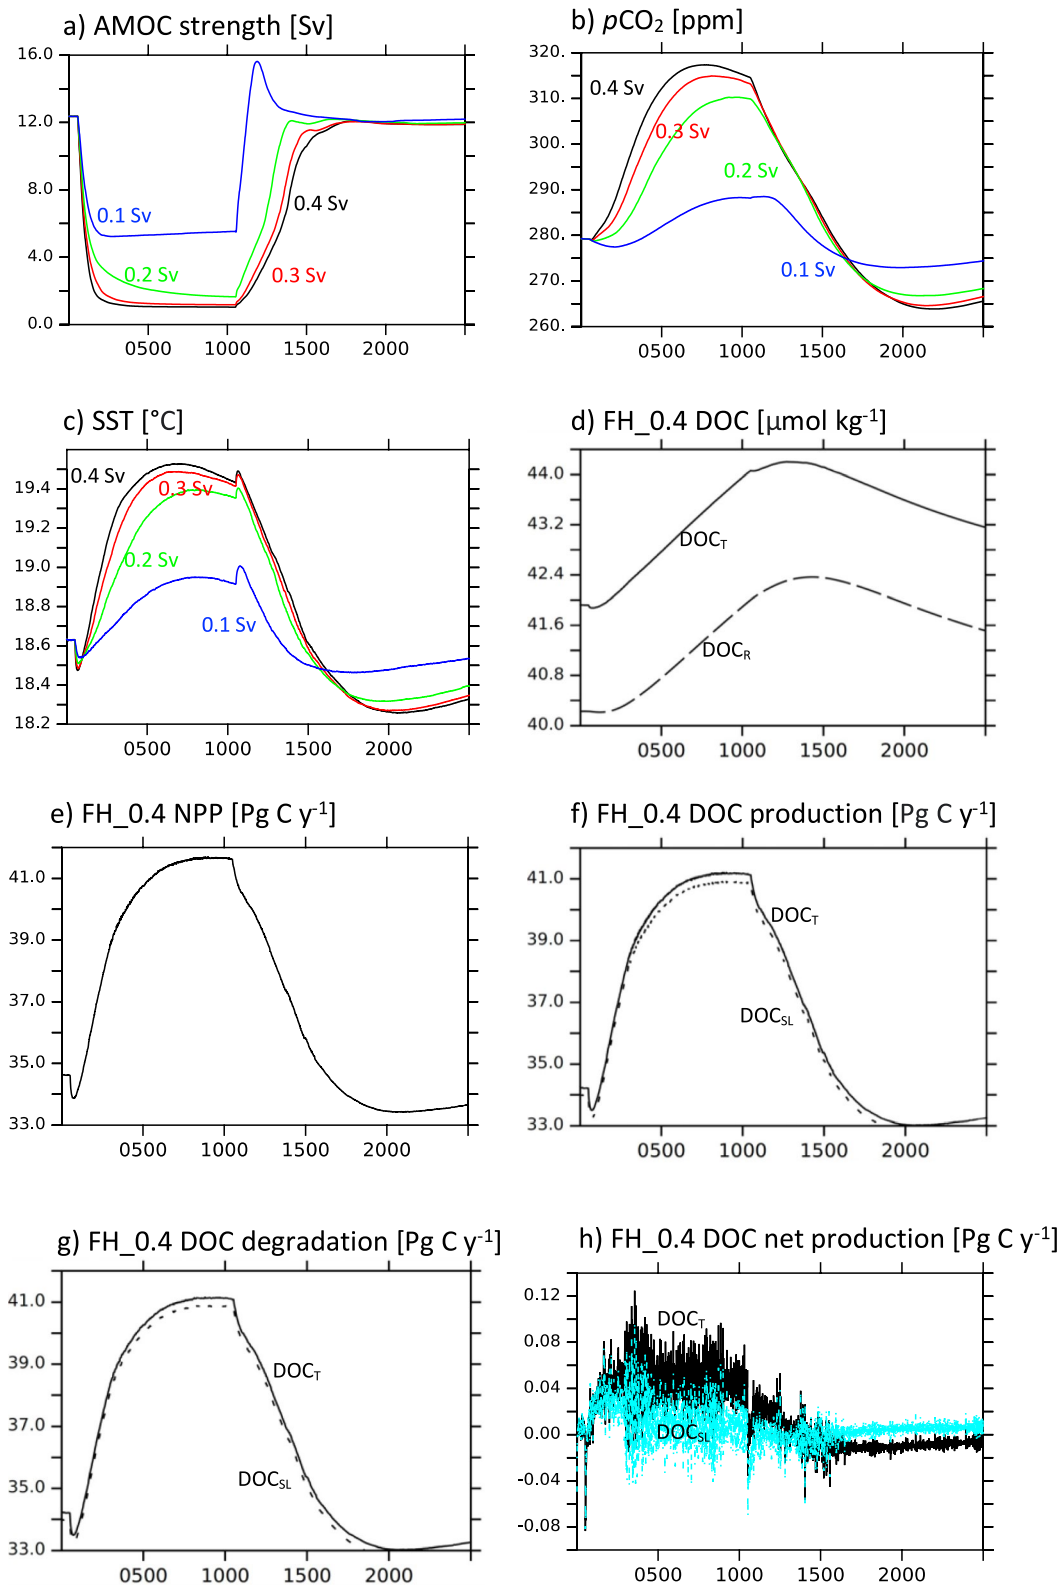 a) AMOC strength [Sv]
16.0
12.0
8.0
4.0
0.0
0.1 Sv
0.2 Sv
0.4 Sv
0.3 Sv
0500 1000 1500 2000
b) pCO₂ [ppm]
320.
310.
300.
290.
280.
270.
260.
0.4 Sv
0.3 Sv
0.2 Sv
0.1 Sv
0500 1000 1500 2000
c) SST [°C]
19.4
19.2
19.0
18.8
18.6
18.4
18.2
0.4 Sv
0.3 Sv
0.2 Sv
0.1 Sv
0500 1000 1500 2000
d) FH_0.4 DOC [µmol kg⁻¹]
44.0
43.2
42.4
41.6
40.8
40.0
DOC_T
DOC_R
0500 1000 1500 2000
e) FH_0.4 NPP [Pg C y⁻¹]
41.0
39.0
37.0
35.0
33.0
0500 1000 1500 2000
f) FH_0.4 DOC production [Pg C y⁻¹]
41.0
39.0
37.0
35.0
33.0
DOC_T
DOC_SL
0500 1000 1500 2000
g) FH_0.4 DOC degradation [Pg C y⁻¹]
41.0
39.0
37.0
35.0
33.0
DOC_T
DOC_SL
0500 1000 1500 2000
h) FH_0.4 DOC net production [Pg C y⁻¹]
0.12
0.08
0.04
0.00
-0.04
-0.08
DOC_T
DOC_SL
0500 1000 1500 2000